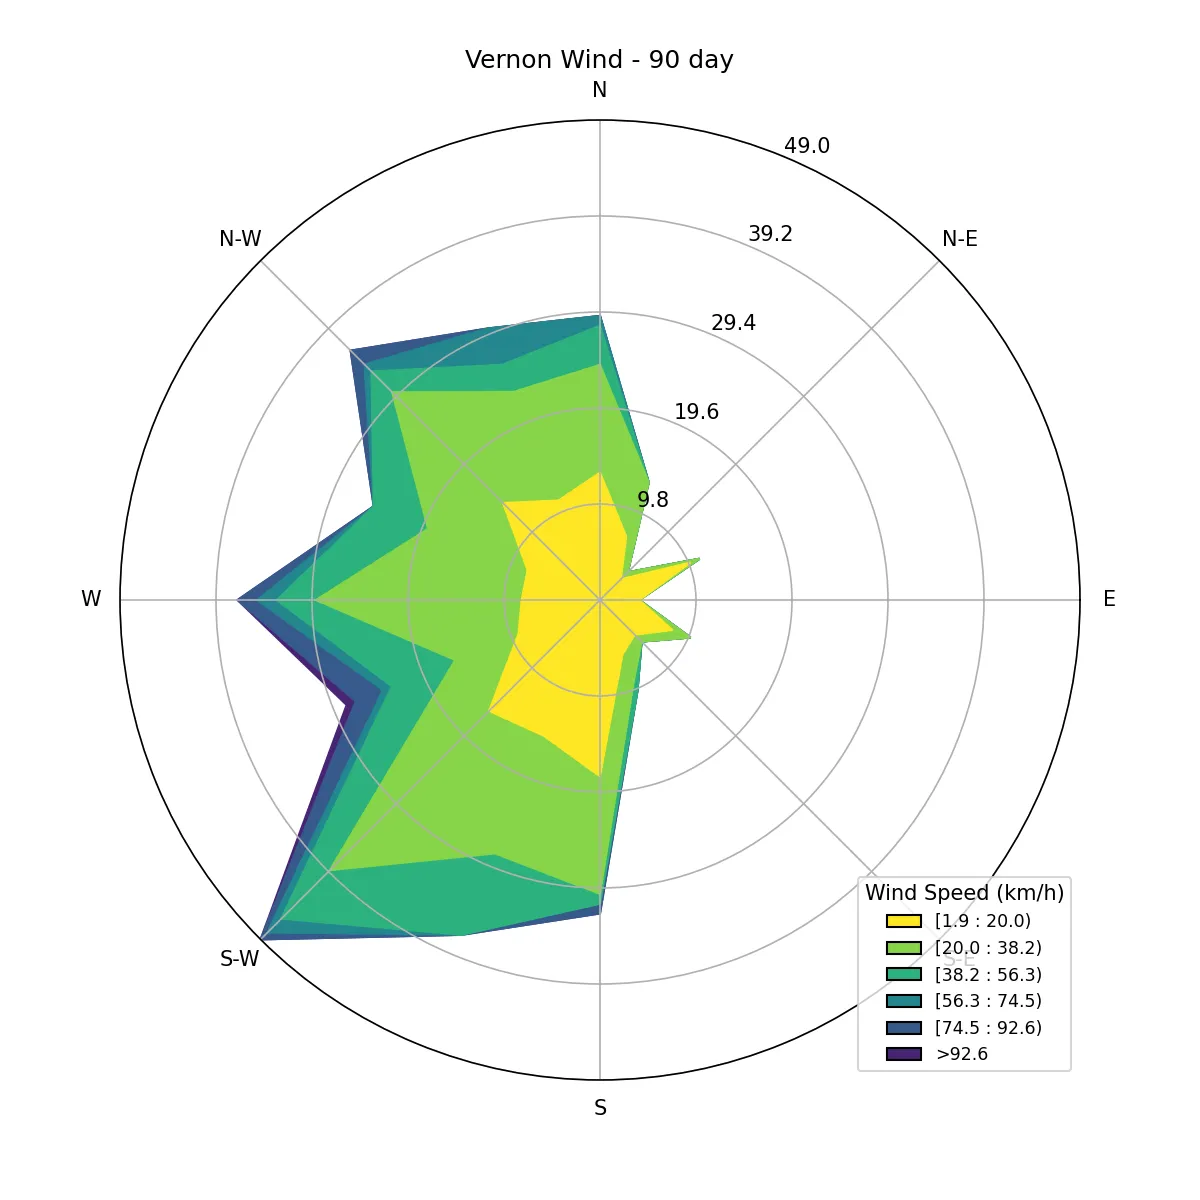 Vernon Wind - 90 day
N
49.0
N-W
39.2
N-E
29.4
19.6
9.8
W
E
Wind Speed (km/h)
[1.9 : 20.0)
[20.0 : 38.2)
[38.2 : 56.3)
[56.3 : 74.5)
[74.5 : 92.6)
>92.6
S-W
S-E
S